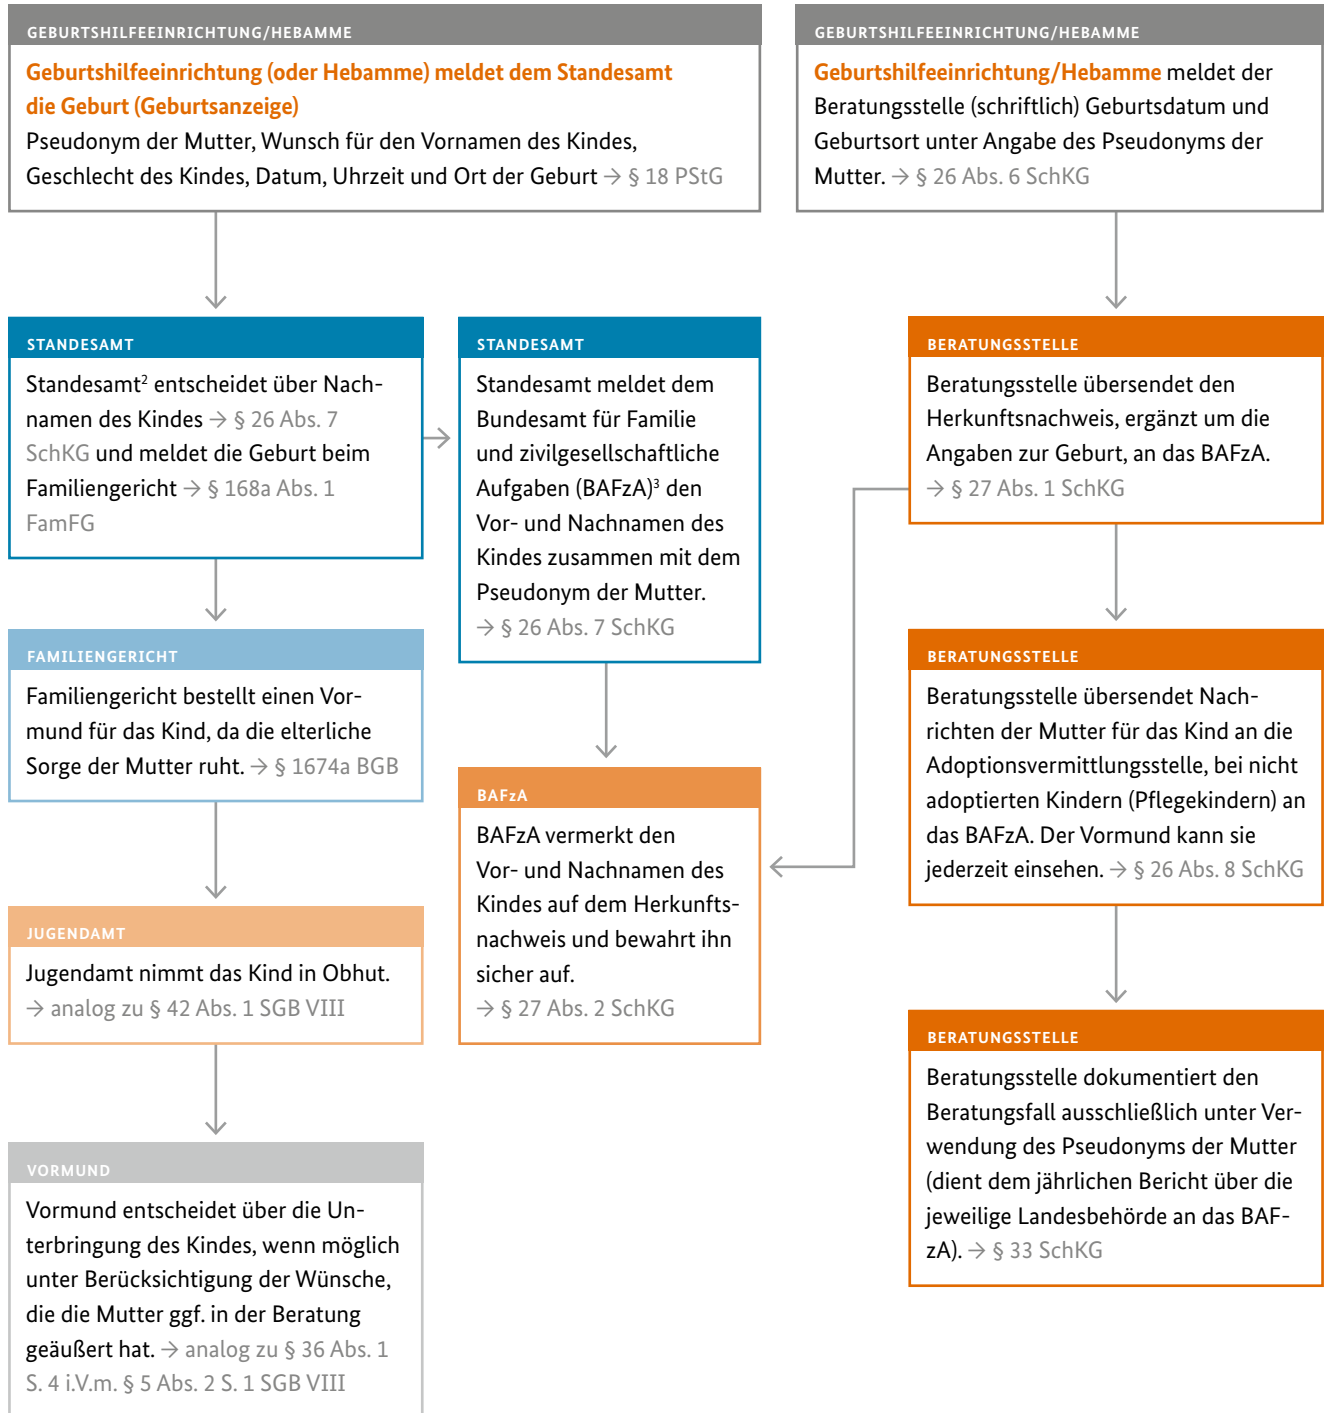 GEBURTSHILFEEINRICHTUNG/HEBAMME
Geburtshilfeeinrichtung (oder Hebamme) meldet dem Standesamt
die Geburt (Geburtsanzeige)
Pseudonym der Mutter, Wunsch für den Vornamen des Kindes,
Geschlecht des Kindes, Datum, Uhrzeit und Ort der Geburt → § 18 PStG
GEBURTSHILFEEINRICHTUNG/HEBAMME
Geburtshilfeeinrichtung/Hebamme meldet der
Beratungsstelle (schriftlich) Geburtsdatum und
Geburtsort unter Angabe des Pseudonyms der
Mutter. → § 26 Abs. 6 SchKG
STANDESAMT
Standesamt² entscheidet über Nach-
namen des Kindes → § 26 Abs. 7
SchKG und meldet die Geburt beim
Familiengericht → § 168a Abs. 1
FamFG
STANDESAMT
Standesamt meldet dem
Bundesamt für Familie
und zivilgesellschaftliche
Aufgaben (BAFzA)³ den
Vor- und Nachnamen des
Kindes zusammen mit dem
Pseudonym der Mutter.
→ § 26 Abs. 7 SchKG
BERATUNGSSTELLE
Beratungsstelle übersendet den
Herkunftsnachweis, ergänzt um die
Angaben zur Geburt, an das BAFzA.
→ § 27 Abs. 1 SchKG
FAMILIENGERICHT
Familiengericht bestellt einen Vor-
mund für das Kind, da die elterliche
Sorge der Mutter ruht. → § 1674a BGB
BERATUNGSSTELLE
Beratungsstelle übersendet Nach-
richten der Mutter für das Kind an die
Adoptionsvermittlungsstelle, bei nicht
adoptierten Kindern (Pflegekindern) an
das BAFzA. Der Vormund kann sie
jederzeit einsehen. → § 26 Abs. 8 SchKG
BAFzA
BAFzA vermerkt den
Vor- und Nachnamen des
Kindes auf dem Herkunfts-
nachweis und bewahrt ihn
sicher auf.
→ § 27 Abs. 2 SchKG
JUGENDAMT
Jugendamt nimmt das Kind in Obhut.
→ analog zu § 42 Abs. 1 SGB VIII
BERATUNGSSTELLE
Beratungsstelle dokumentiert den
Beratungsfall ausschließlich unter Ver-
wendung des Pseudonyms der Mutter
(dient dem jährlichen Bericht über die
jeweilige Landesbehörde an das BAF-
zA). → § 33 SchKG
VORMUND
Vormund entscheidet über die Un-
terbringung des Kindes, wenn möglich
unter Berücksichtigung der Wünsche,
die die Mutter ggf. in der Beratung
geäußert hat. → analog zu § 36 Abs. 1
S. 4 i.V.m. § 5 Abs. 2 S. 1 SGB VIII